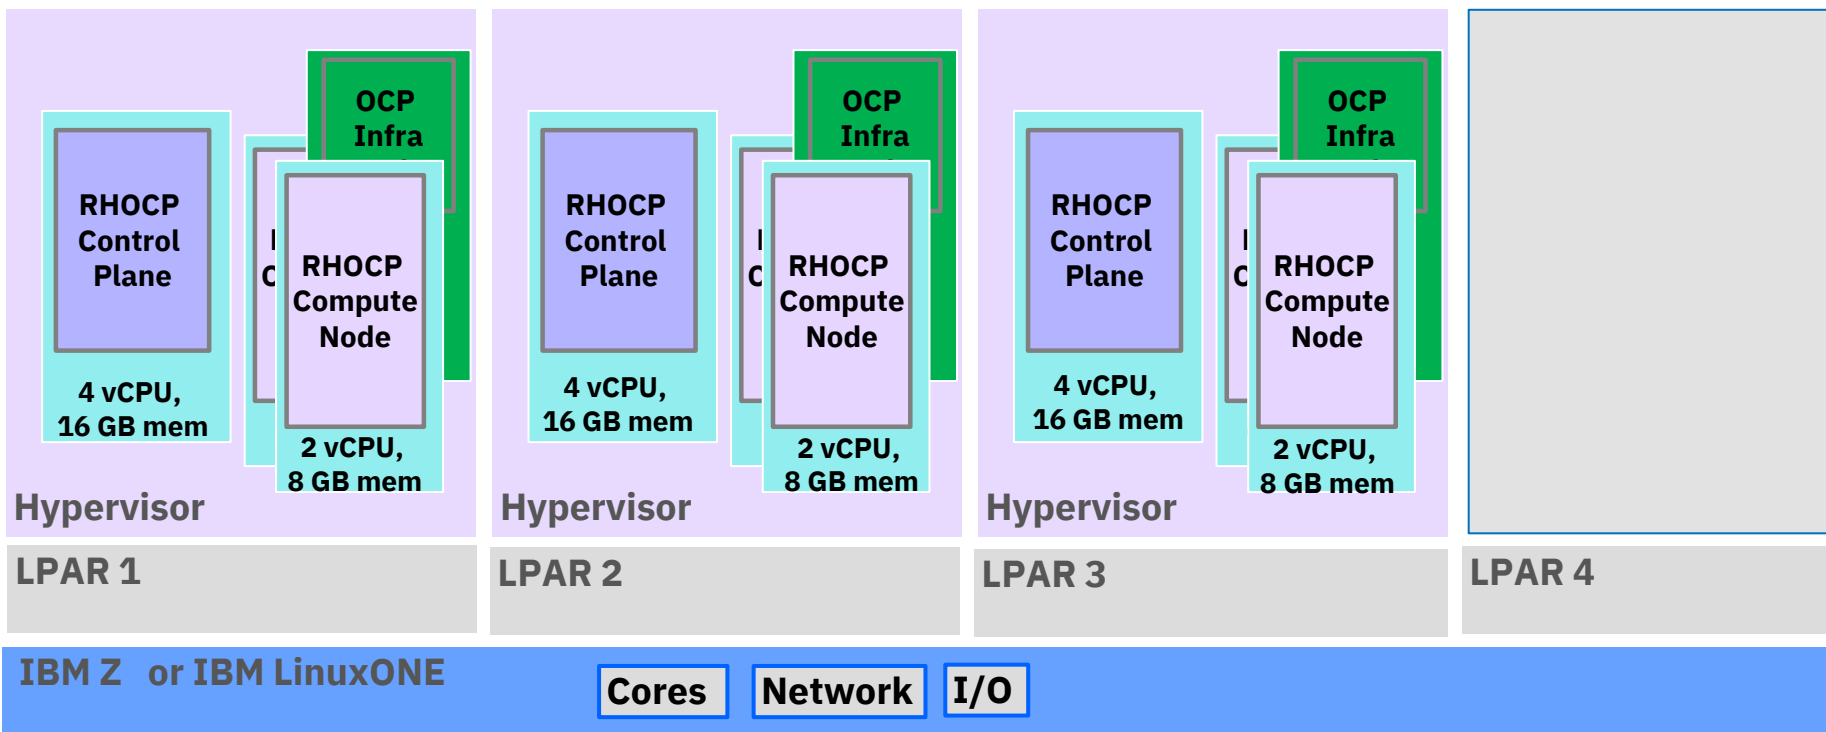 OCP
Infra
RHOCP
Control
Plane
4 vCPU,
16 GB mem
RHOCP
Compute
Node
2 vCPU,
8 GB mem
Hypervisor
LPAR 1
OCP
Infra
RHOCP
Control
Plane
4 vCPU,
16 GB mem
RHOCP
Compute
Node
2 vCPU,
8 GB mem
Hypervisor
LPAR 2
OCP
Infra
RHOCP
Control
Plane
4 vCPU,
16 GB mem
RHOCP
Compute
Node
2 vCPU,
8 GB mem
Hypervisor
LPAR 3
LPAR 4
IBM Z or IBM LinuxONE
Cores
Network
I/O